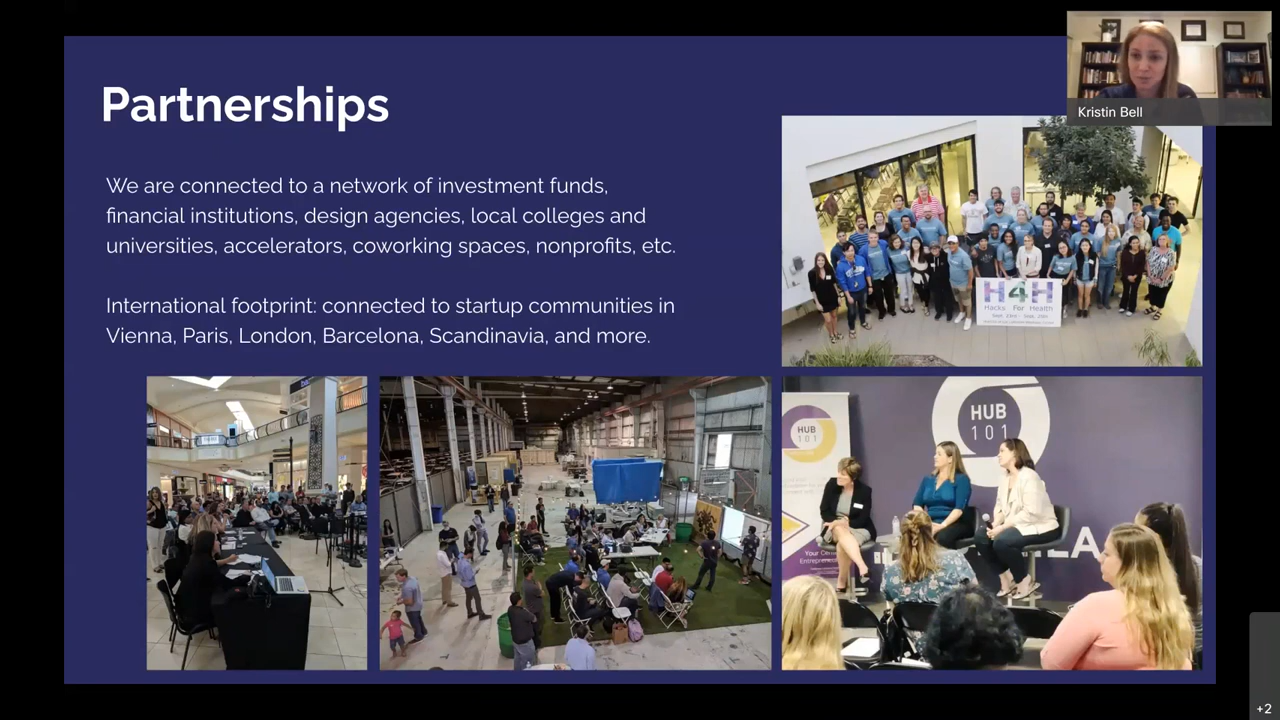 Partnerships
We are connected to a network of investment funds,
financial institutions, design agencies, local colleges and
universities, accelerators, coworking spaces, nonprofits, etc.
International footprint: connected to startup communities in
Vienna, Paris, London, Barcelona, Scandinavia, and more.
Kristin Bell
H4H
Hacks For Health
HUB
101
HUB
101
Your
+2